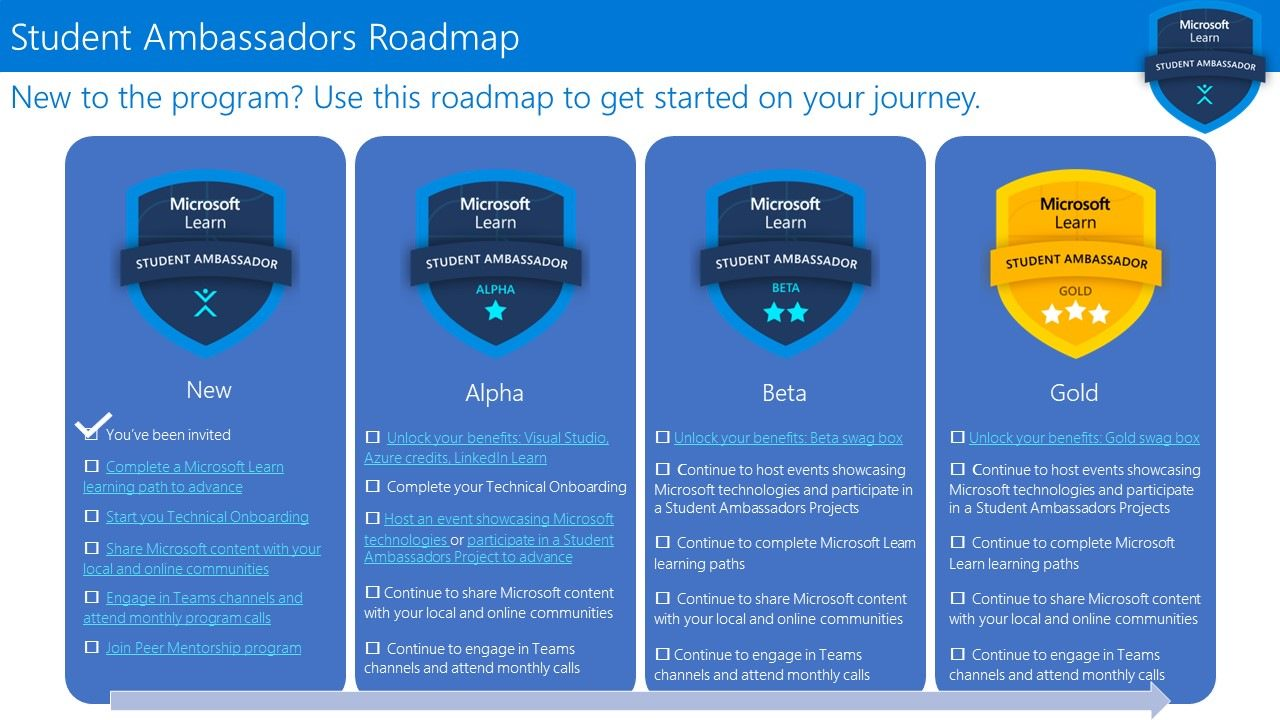 Student Ambassadors Roadmap
Microsoft
Learn
STUDENT AMBASSADOR
New to the program? Use this roadmap to get started on your journey.
Microsoft
Learn
STUDENT AMBASSADOR
New
☐ You’ve been invited
☐ Complete a Microsoft Learn
learning path to advance
☐ Start you Technical Onboarding
☐ Share Microsoft content with your
local and online communities
☐ Engage in Teams channels and
attend monthly program calls
☐ Join Peer Mentorship program
Microsoft
Learn
STUDENT AMBASSADOR
ALPHA
Alpha
☐ Unlock your benefits: Visual Studio,
Azure credits, LinkedIn Learn
☐ Complete your Technical Onboarding
☐ Host an event showcasing Microsoft
technologies or participate in a Student
Ambassadors Project to advance
☐ Continue to share Microsoft content
with your local and online communities
☐ Continue to engage in Teams
channels and attend monthly calls
Microsoft
Learn
STUDENT AMBASSADOR
BETA
Beta
☐ Unlock your benefits: Beta swag box
☐ Continue to host events showcasing
Microsoft technologies and participate in
a Student Ambassadors Projects
☐ Continue to complete Microsoft Learn
learning paths
☐ Continue to share Microsoft content
with your local and online communities
☐ Continue to engage in Teams
channels and attend monthly calls
Microsoft
Learn
STUDENT AMBASSADOR
GOLD
Gold
☐ Unlock your benefits: Gold swag box
☐ Continue to host events showcasing
Microsoft technologies and participate
in a Student Ambassadors Projects
☐ Continue to complete Microsoft
Learn learning paths
☐ Continue to share Microsoft content
with your local and online communities
☐ Continue to engage in Teams
channels and attend monthly calls